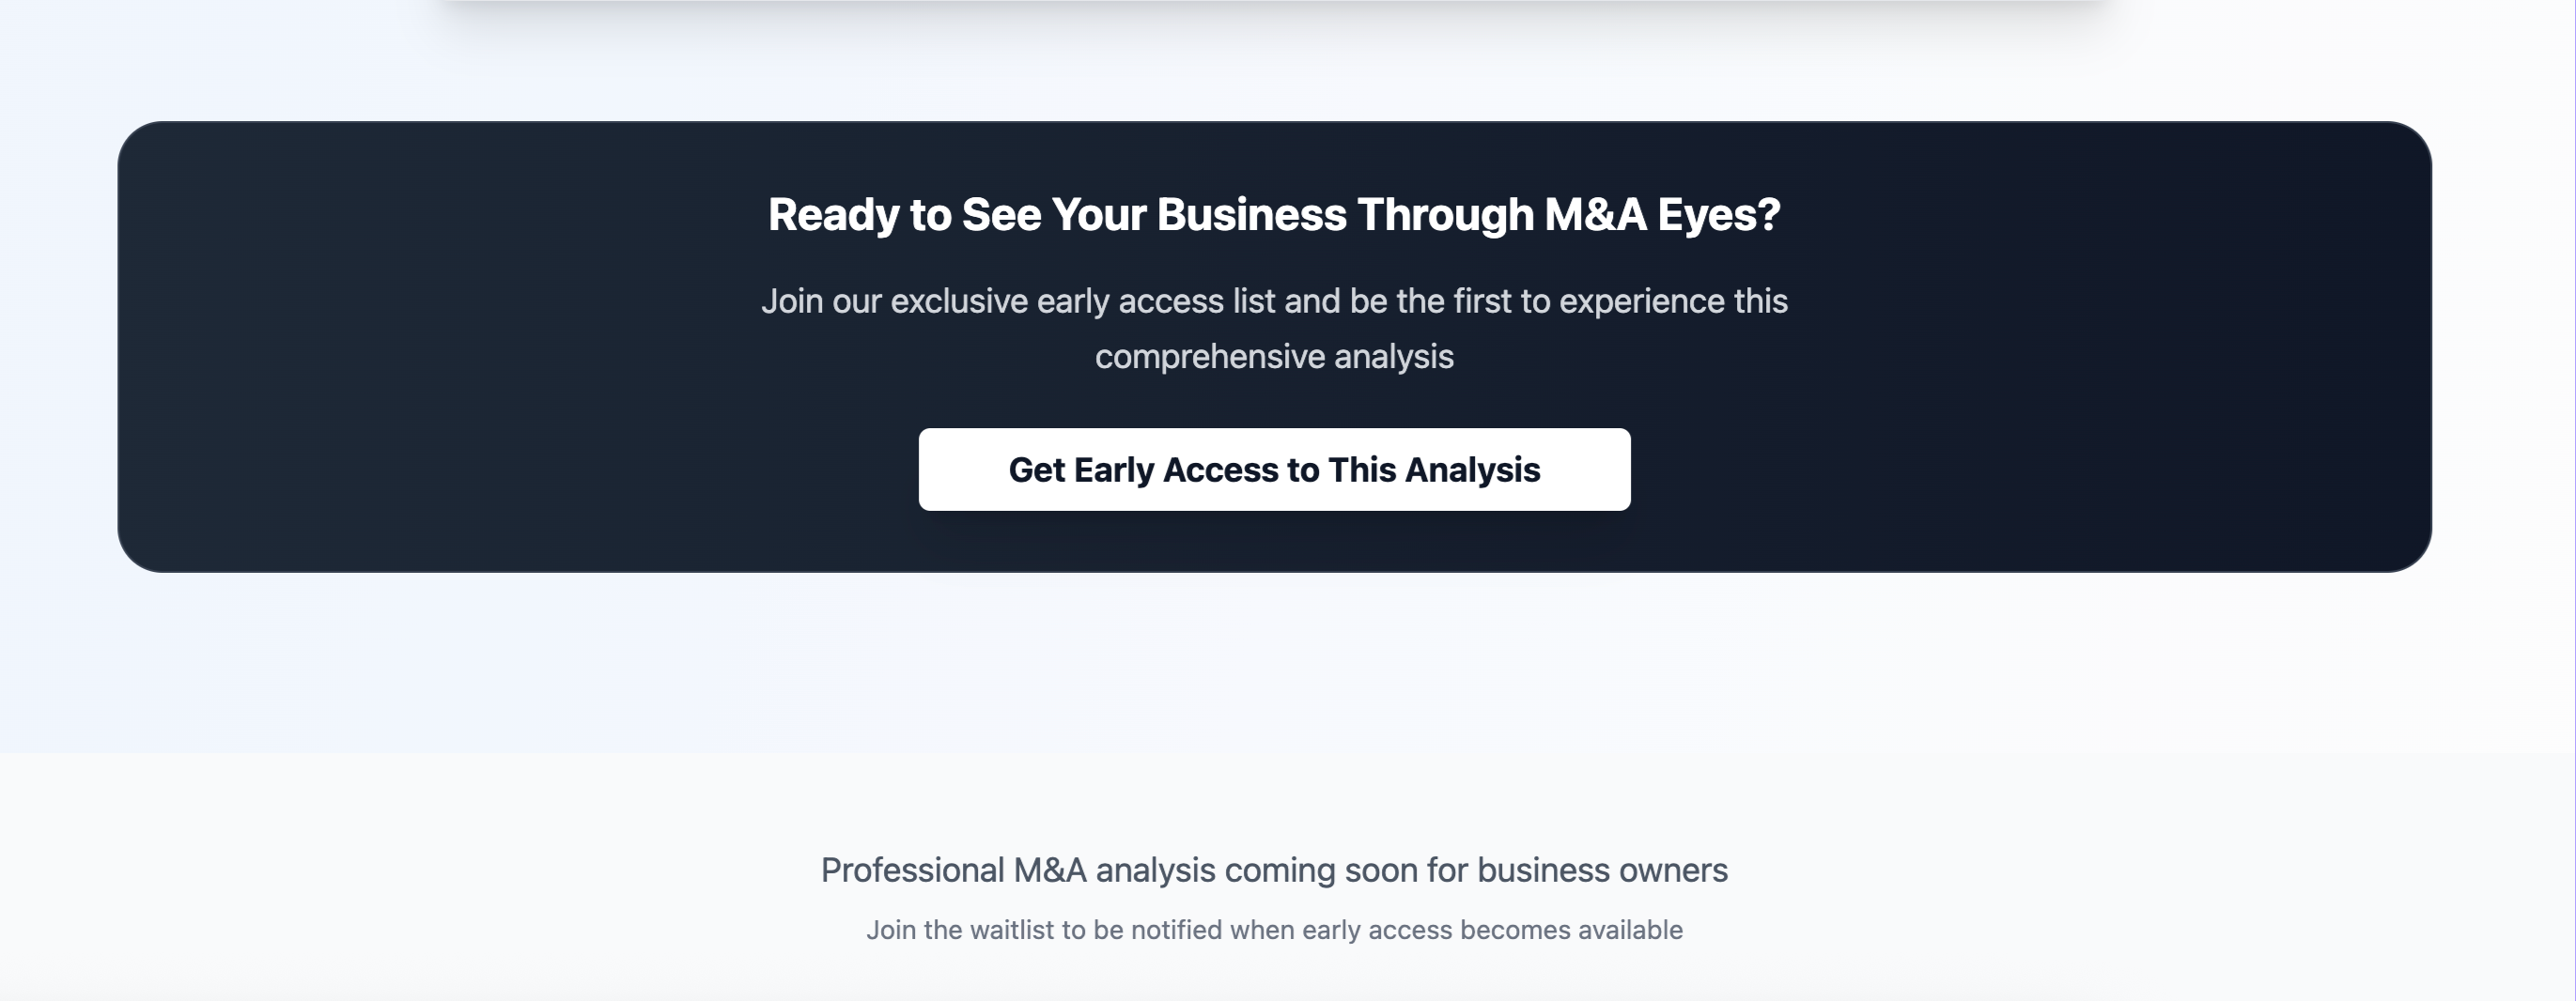 Ready to See Your Business Through M&A Eyes?
Join our exclusive early access list and be the first to experience this
comprehensive analysis
Get Early Access to This Analysis
Professional M&A analysis coming soon for business owners
Join the waitlist to be notified when early access becomes available